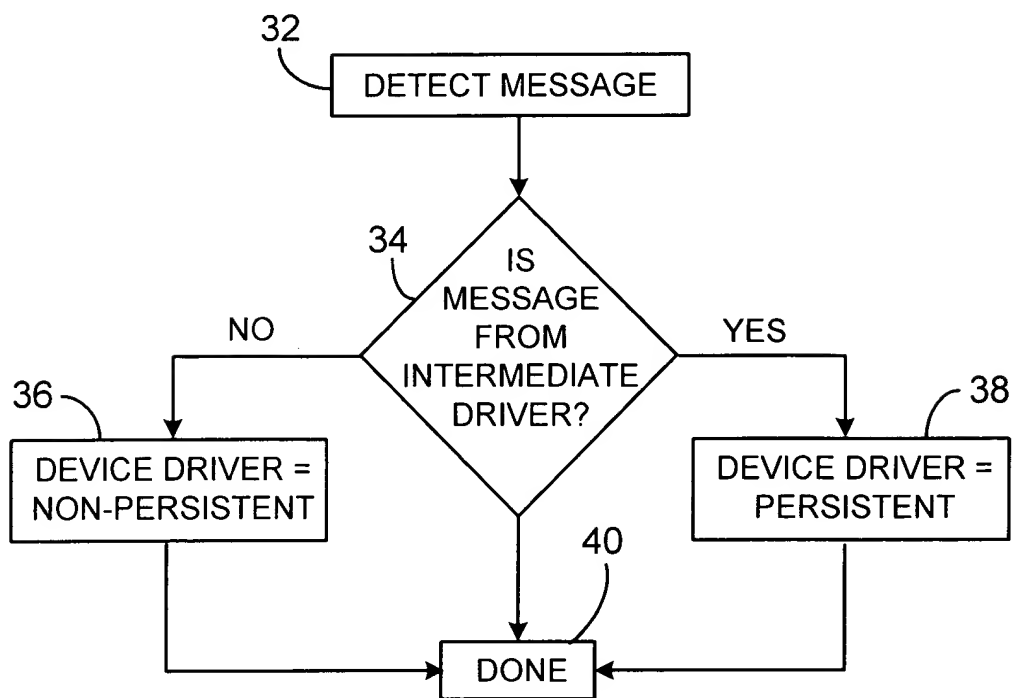 32
DETECT MESSAGE
34
IS
MESSAGE
FROM
INTERMEDIATE
DRIVER?
NO
YES
36
DEVICE DRIVER =
NON-PERSISTENT
38
DEVICE DRIVER =
PERSISTENT
40
DONE